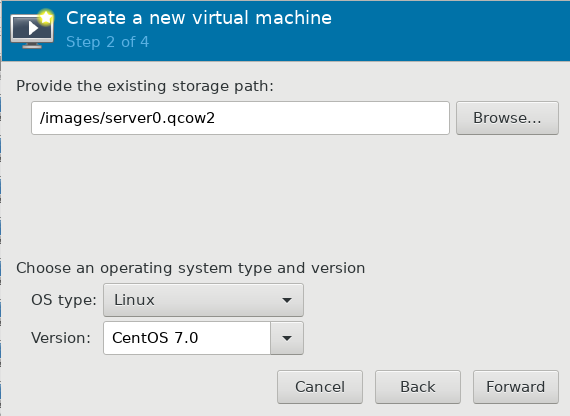 Create a new virtual machine
Step 2 of 4
Provide the existing storage path:
/images/server0.qcow2 Browse...
Choose an operating system type and version
OS type: Linux
Version: CentOS 7.0
Cancel Back Forward